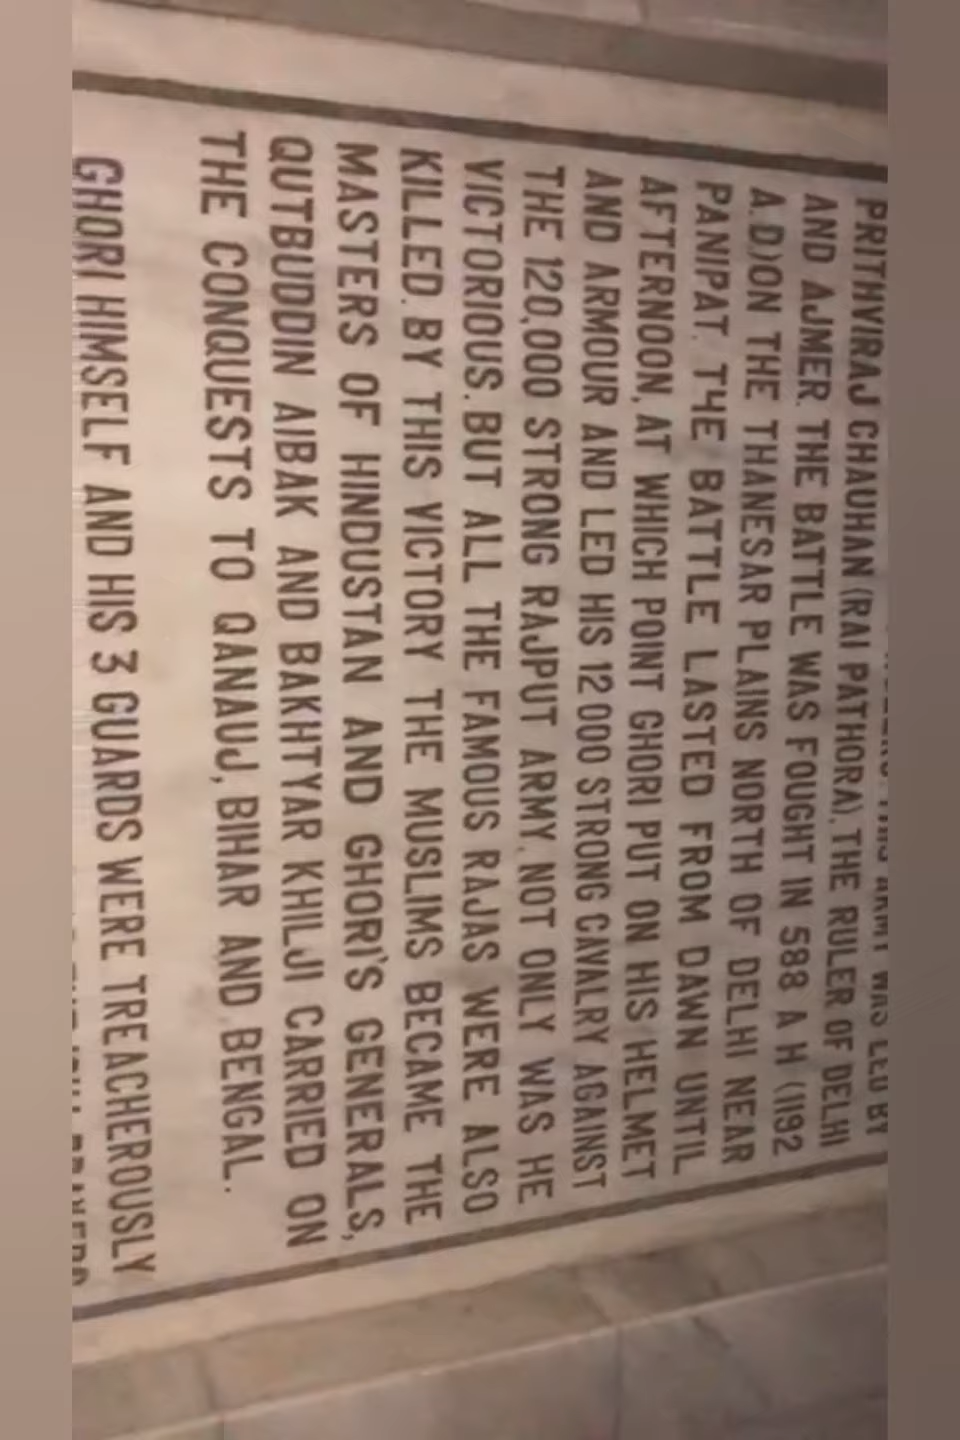 ARMY WAS LED BY
PRITHVIRAJ CHAUHAN (RAI PATHORA), THE RULER OF DELHI
AND AJMER. THE BATTLE WAS FOUGHT IN 588 A H (1192
A.D) ON THE THANESAR PLAINS NORTH OF DELHI NEAR
PANIPAT. THE BATTLE LASTED FROM DAWN UNTIL
AFTERNOON, AT WHICH POINT GHORI PUT ON HIS HELMET
AND ARMOUR AND LED HIS 12 000 STRONG CAVALRY AGAINST
THE 120,000 STRONG RAJPUT ARMY. NOT ONLY WAS HE
VICTORIOUS. BUT ALL THE FAMOUS RAJAS WERE ALSO
KILLED. BY THIS VICTORY THE MUSLIMS BECAME THE
MASTERS OF HINDUSTAN AND GHORI'S GENERALS,
QUTBUDDIN AIBAK AND BAKHTYAR KHILJI CARRIED ON
THE CONQUESTS TO QANAUJ, BIHAR AND BENGAL.
GHORI HIMSELF AND HIS 3 GUARDS WERE TREACHEROUSLY